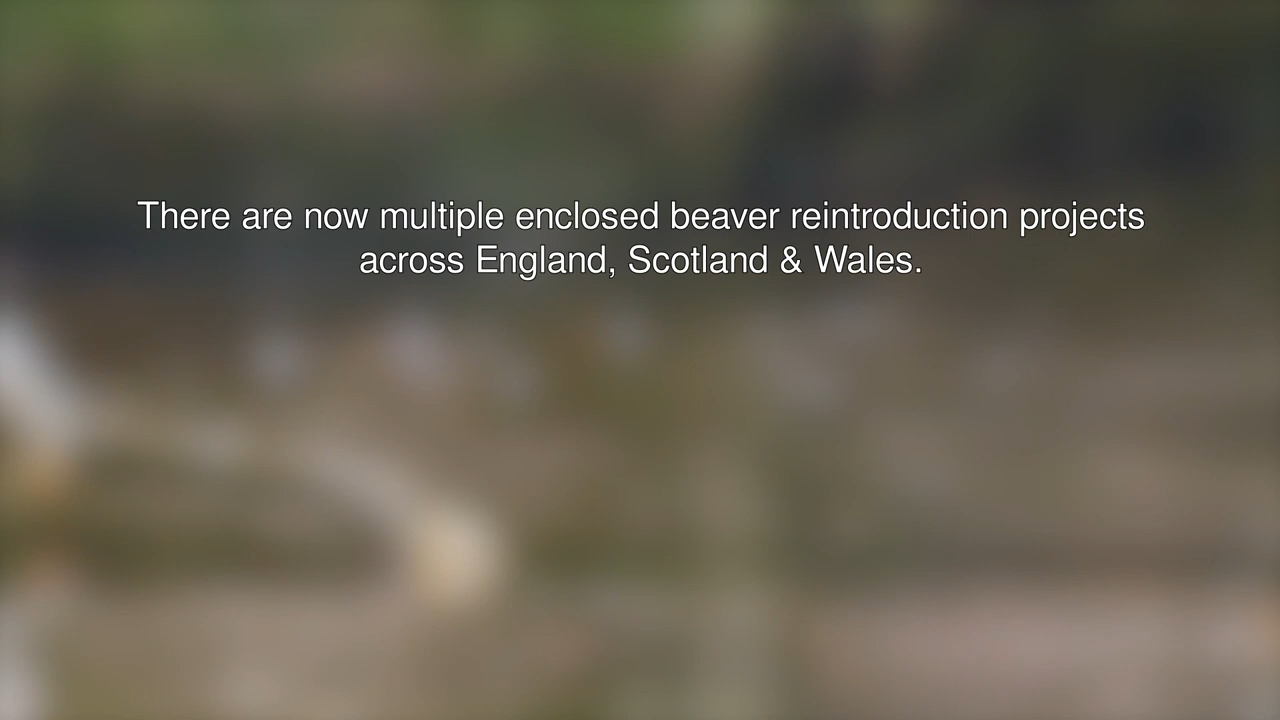 There are now multiple enclosed beaver reintroduction projects
across England, Scotland & Wales.